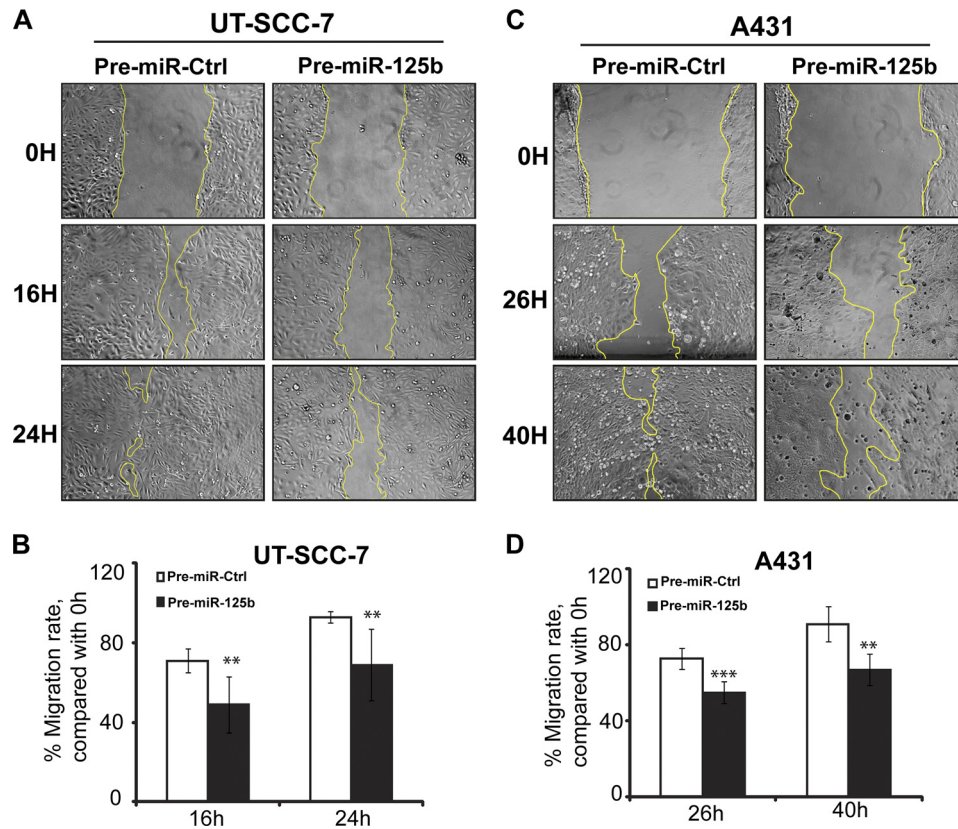 A
UT-SCC-7
Pre-miR-Ctrl
Pre-miR-125b
0H
16H
24H
C
A431
Pre-miR-Ctrl
Pre-miR-125b
0H
26H
40H
B
UT-SCC-7
% Migration rate,
compared with 0h
120
80
40
0
Pre-miR-Ctrl
Pre-miR-125b
**
**
16h
24h
D
A431
% Migration rate,
compared with 0h
120
80
40
0
Pre-miR-Ctrl
Pre-miR-125b
***
**
26h
40h